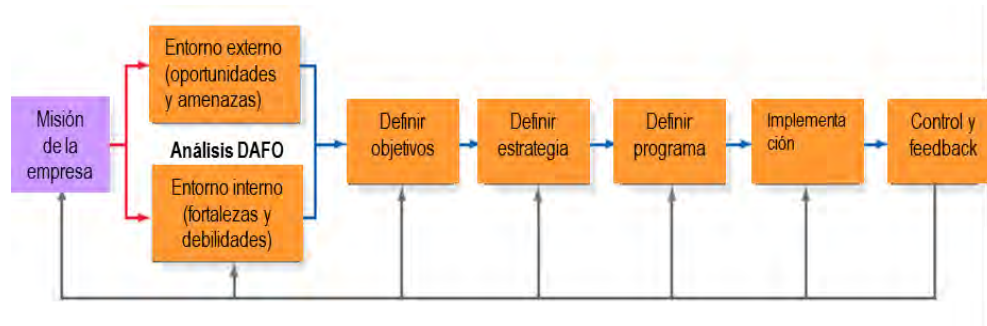 Misión
de la
empresa
Entorno externo
(oportunidades
y amenazas)
Análisis DAFO
Entorno interno
(fortalezas y
debilidades)
Definir
objetivos
Definir
estrategia
Definir
programa
Implementa
ción
Control y
feedback